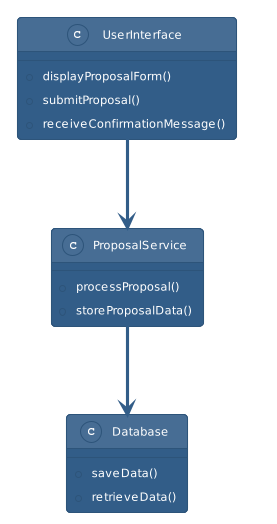 C UserInterface
displayProposalForm()
submitProposal()
receiveConfirmationMessage()
C ProposalService
processProposal()
storeProposalData()
C Database
saveData()
retrieveData()